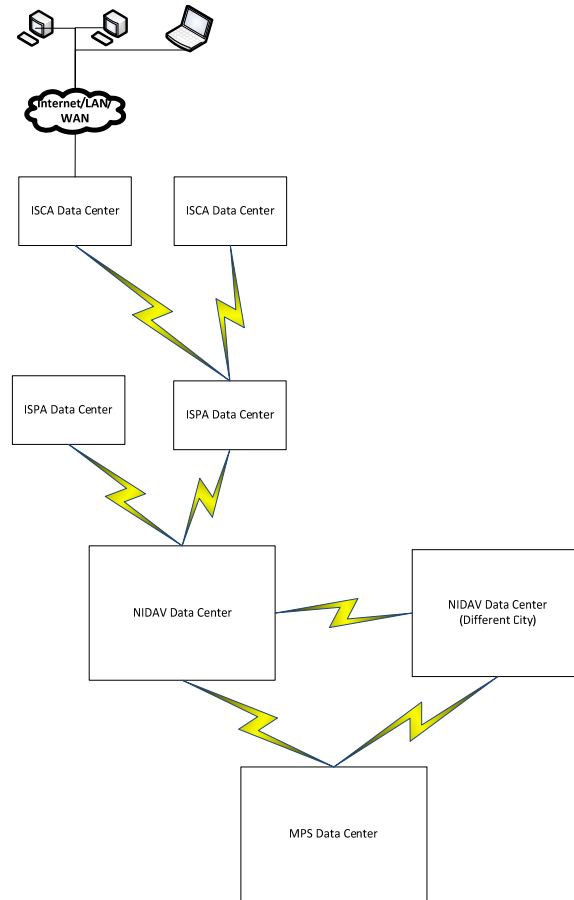 Internet/LAN/
WAN
ISCA Data Center
ISCA Data Center
ISPA Data Center
ISPA Data Center
NIDAV Data Center
NIDAV Data Center
(Different City)
MPS Data Center